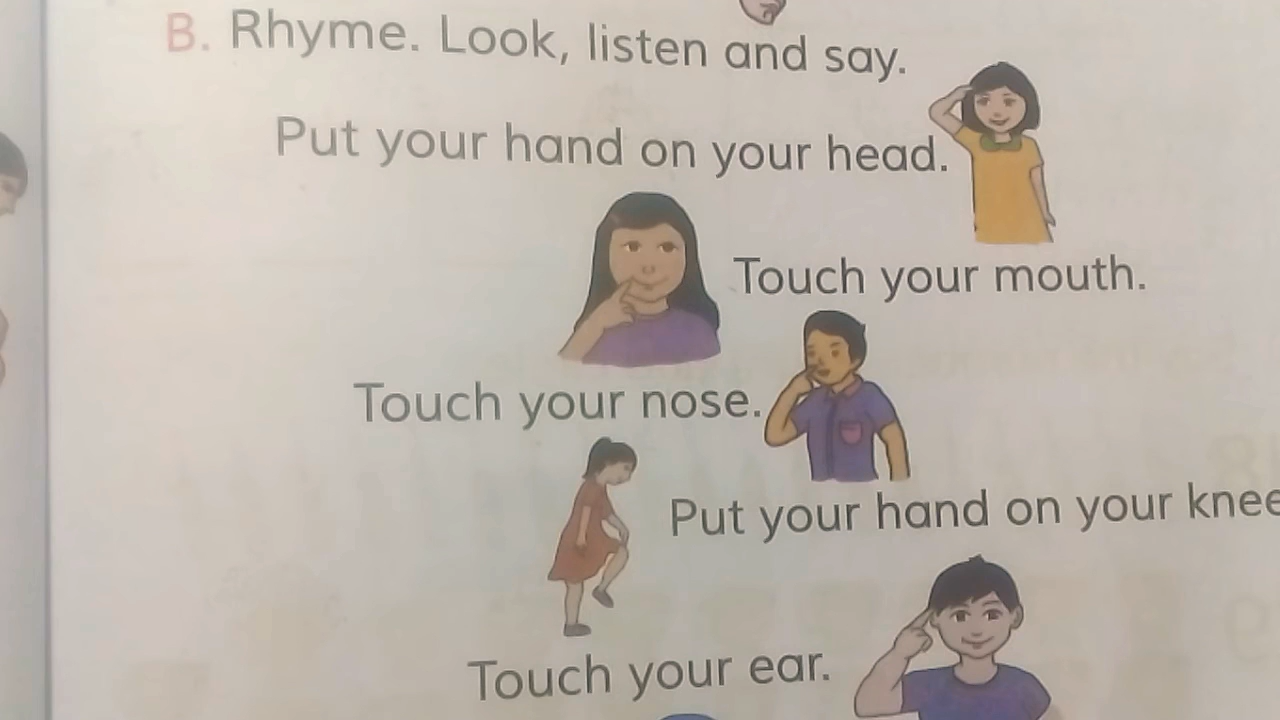 B. Rhyme. Look, listen and say.
Put your hand on your head.
Touch your mouth.
Touch your nose.
Put your hand on your knee
Touch your ear.